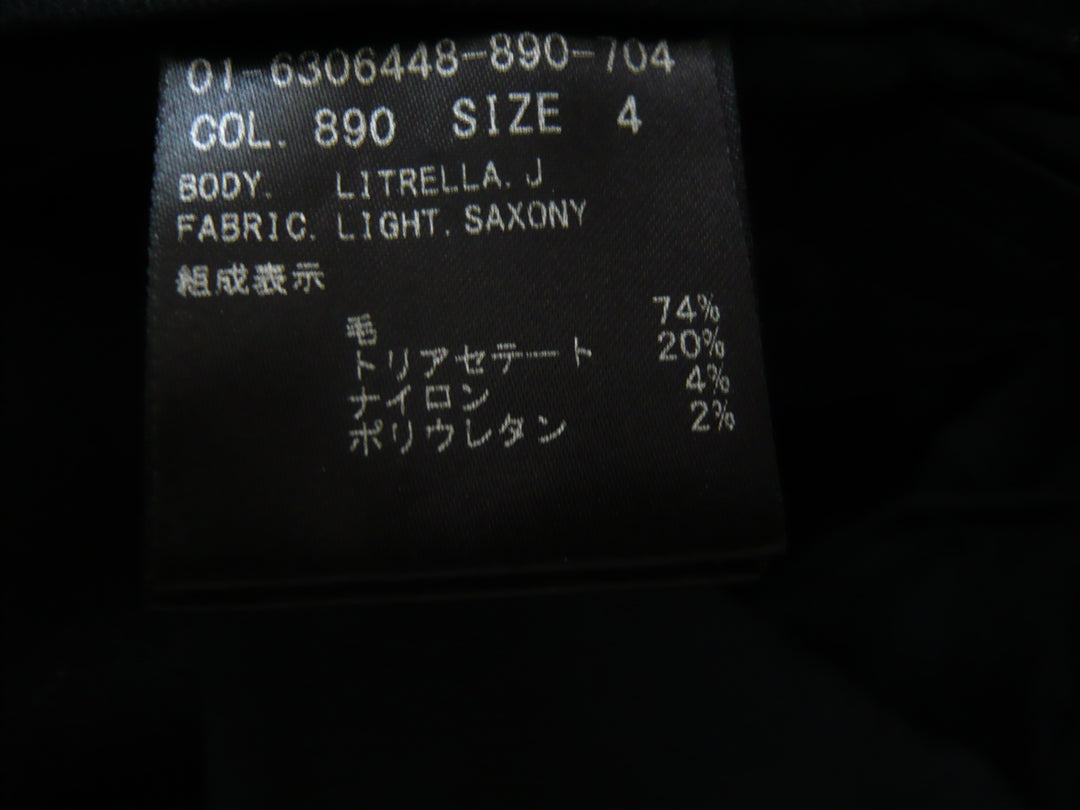 01-6306448-890-704
COL. 890 SIZE 4
BODY. LITRELLA. J
FABRIC. LIGHT. SAXONY
組成表示
毛 74%
トリアセテート 20%
ナイロン 4%
ポリウレタン 2%